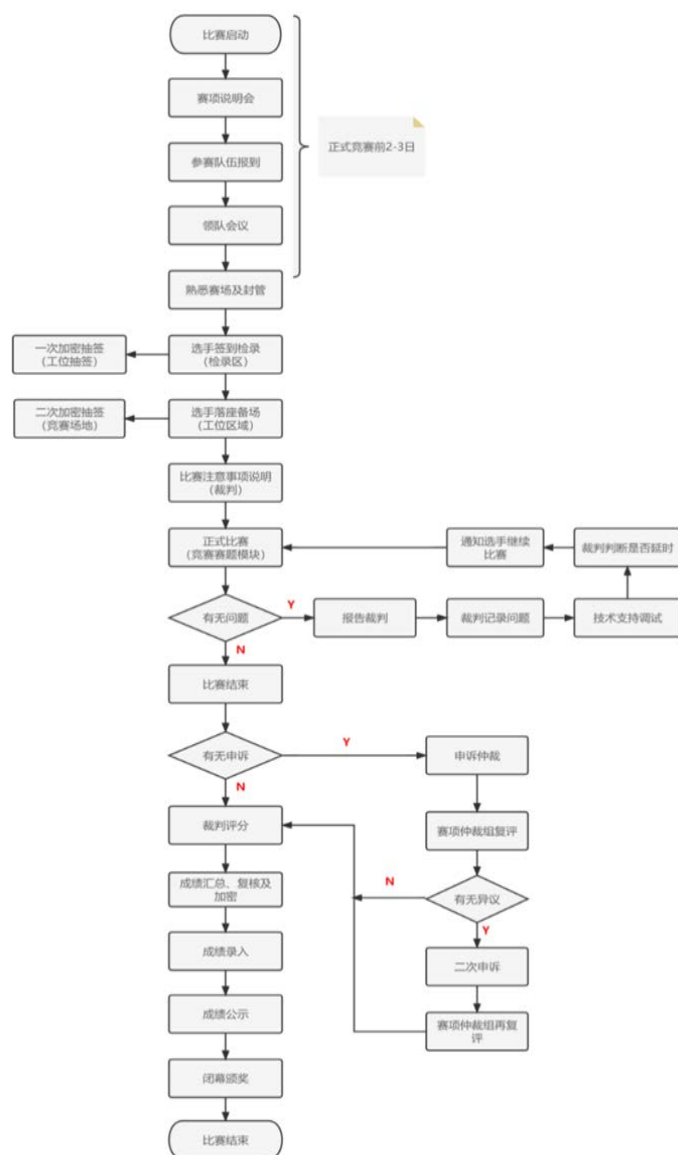 比赛启动
赛项说明会
正式竞赛前2-3日
参赛队伍报到
领队会议
熟悉赛场及封管
一次加密抽签
(工位抽签)
选手签到检录
(检录区)
二次加密抽签
(竞赛场地)
选手落座备场
(工位区域)
比赛注意事项说明
(裁判)
正式比赛
(竞赛赛题模块)
通知选手继续
比赛
裁判判断是否延时
有无问题
Y
报告裁判
裁判记录问题
技术支持调试
N
比赛结束
有无申诉
Y
申诉仲裁
N
裁判评分
赛项仲裁组复评
成绩汇总、复核及
加密
N
有无异议
Y
成绩录入
二次申诉
成绩公示
赛项仲裁组再复
评
闭幕颁奖
比赛结束